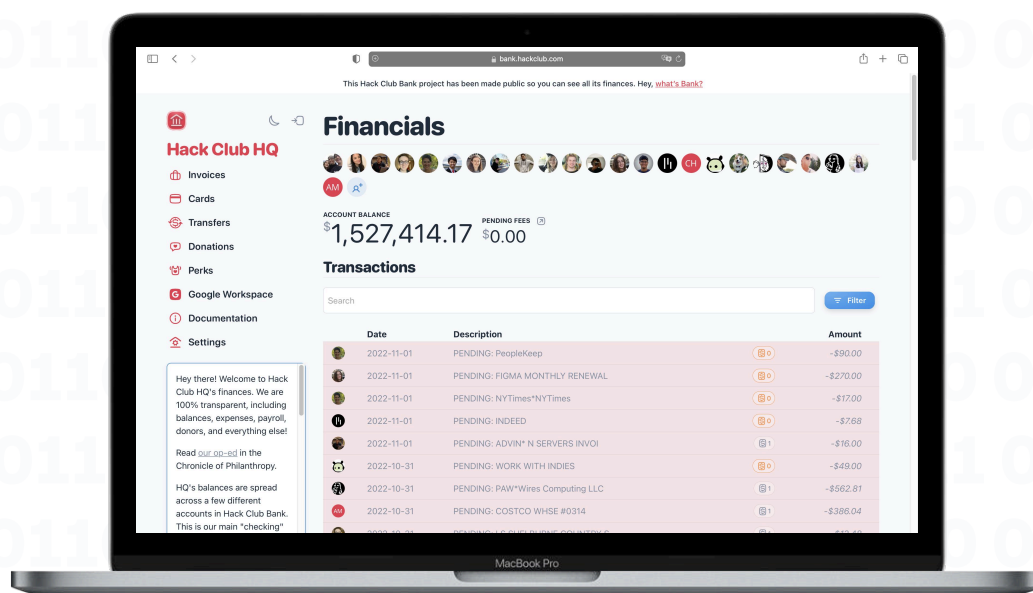 bank.hackclub.com
This Hack Club Bank project has been made public so you can see all its finances. Hey, what's Bank?
Hack Club HQ
Invoices
Cards
Transfers
Donations
Perks
Google Workspace
Documentation
Settings
Hey there! Welcome to Hack
Club HQ's finances. We are
100% transparent, including
balances, expenses, payroll,
donors, and everything else!
Read our op-ed in the
Chronicle of Philanthropy.
HQ's balances are spread
across a few different
accounts in Hack Club Bank.
This is our main "checking"
Financials
CH
AM
ACCOUNT BALANCE
$1,527,414.17
PENDING FEES
$0.00
Transactions
Search
Filter
Date Description Amount
2022-11-01 PENDING: PeopleKeep 0 -$90.00
2022-11-01 PENDING: FIGMA MONTHLY RENEWAL 0 -$270.00
2022-11-01 PENDING: NYTimes*NYTimes 0 -$17.00
2022-11-01 PENDING: INDEED 0 -$7.68
2022-11-01 PENDING: ADVIN* N SERVERS INVOI 1 -$16.00
2022-10-31 PENDING: WORK WITH INDIES 0 -$49.00
2022-10-31 PENDING: PAW*Wires Computing LLC 1 -$562.81
AM 2022-10-31 PENDING: COSTCO WHSE #0314 1 -$386.04
MacBook Pro